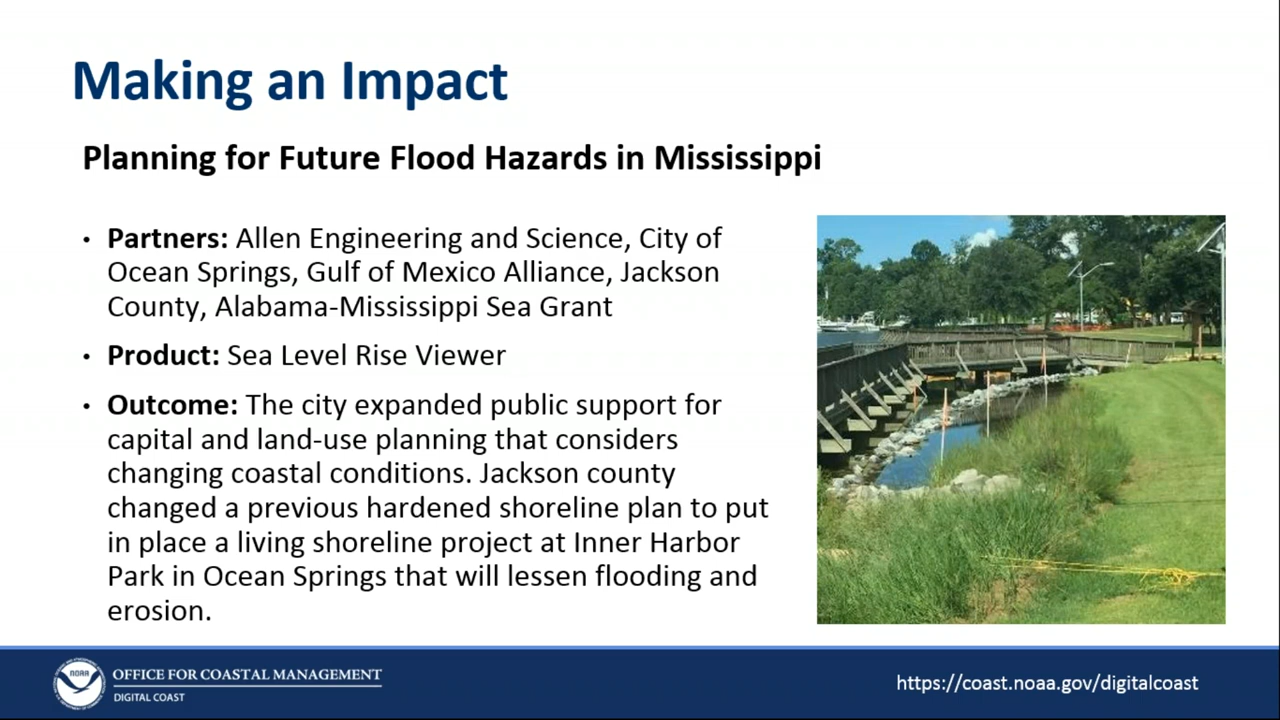 Making an Impact
Planning for Future Flood Hazards in Mississippi
• Partners: Allen Engineering and Science, City of
Ocean Springs, Gulf of Mexico Alliance, Jackson
County, Alabama-Mississippi Sea Grant
• Product: Sea Level Rise Viewer
• Outcome: The city expanded public support for
capital and land-use planning that considers
changing coastal conditions. Jackson county
changed a previous hardened shoreline plan to put
in place a living shoreline project at Inner Harbor
Park in Ocean Springs that will lessen flooding and
erosion.
NOAA
OFFICE FOR COASTAL MANAGEMENT
DIGITAL COAST
https://coast.noaa.gov/digitalcoast